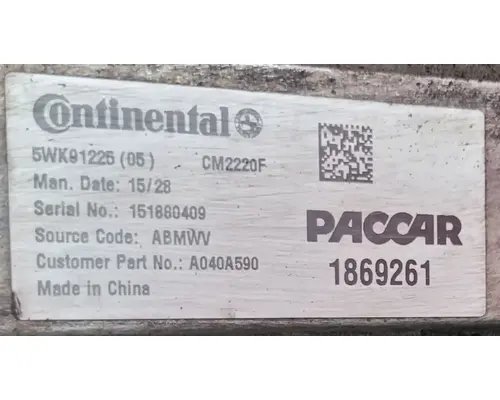 Continental
5WK91225 (05) CM2220F
Man. Date: 15/28
Serial No.: 151880409
Source Code: ABMWV
Customer Part No.: A040A590
Made in China
PACCAR
1869261